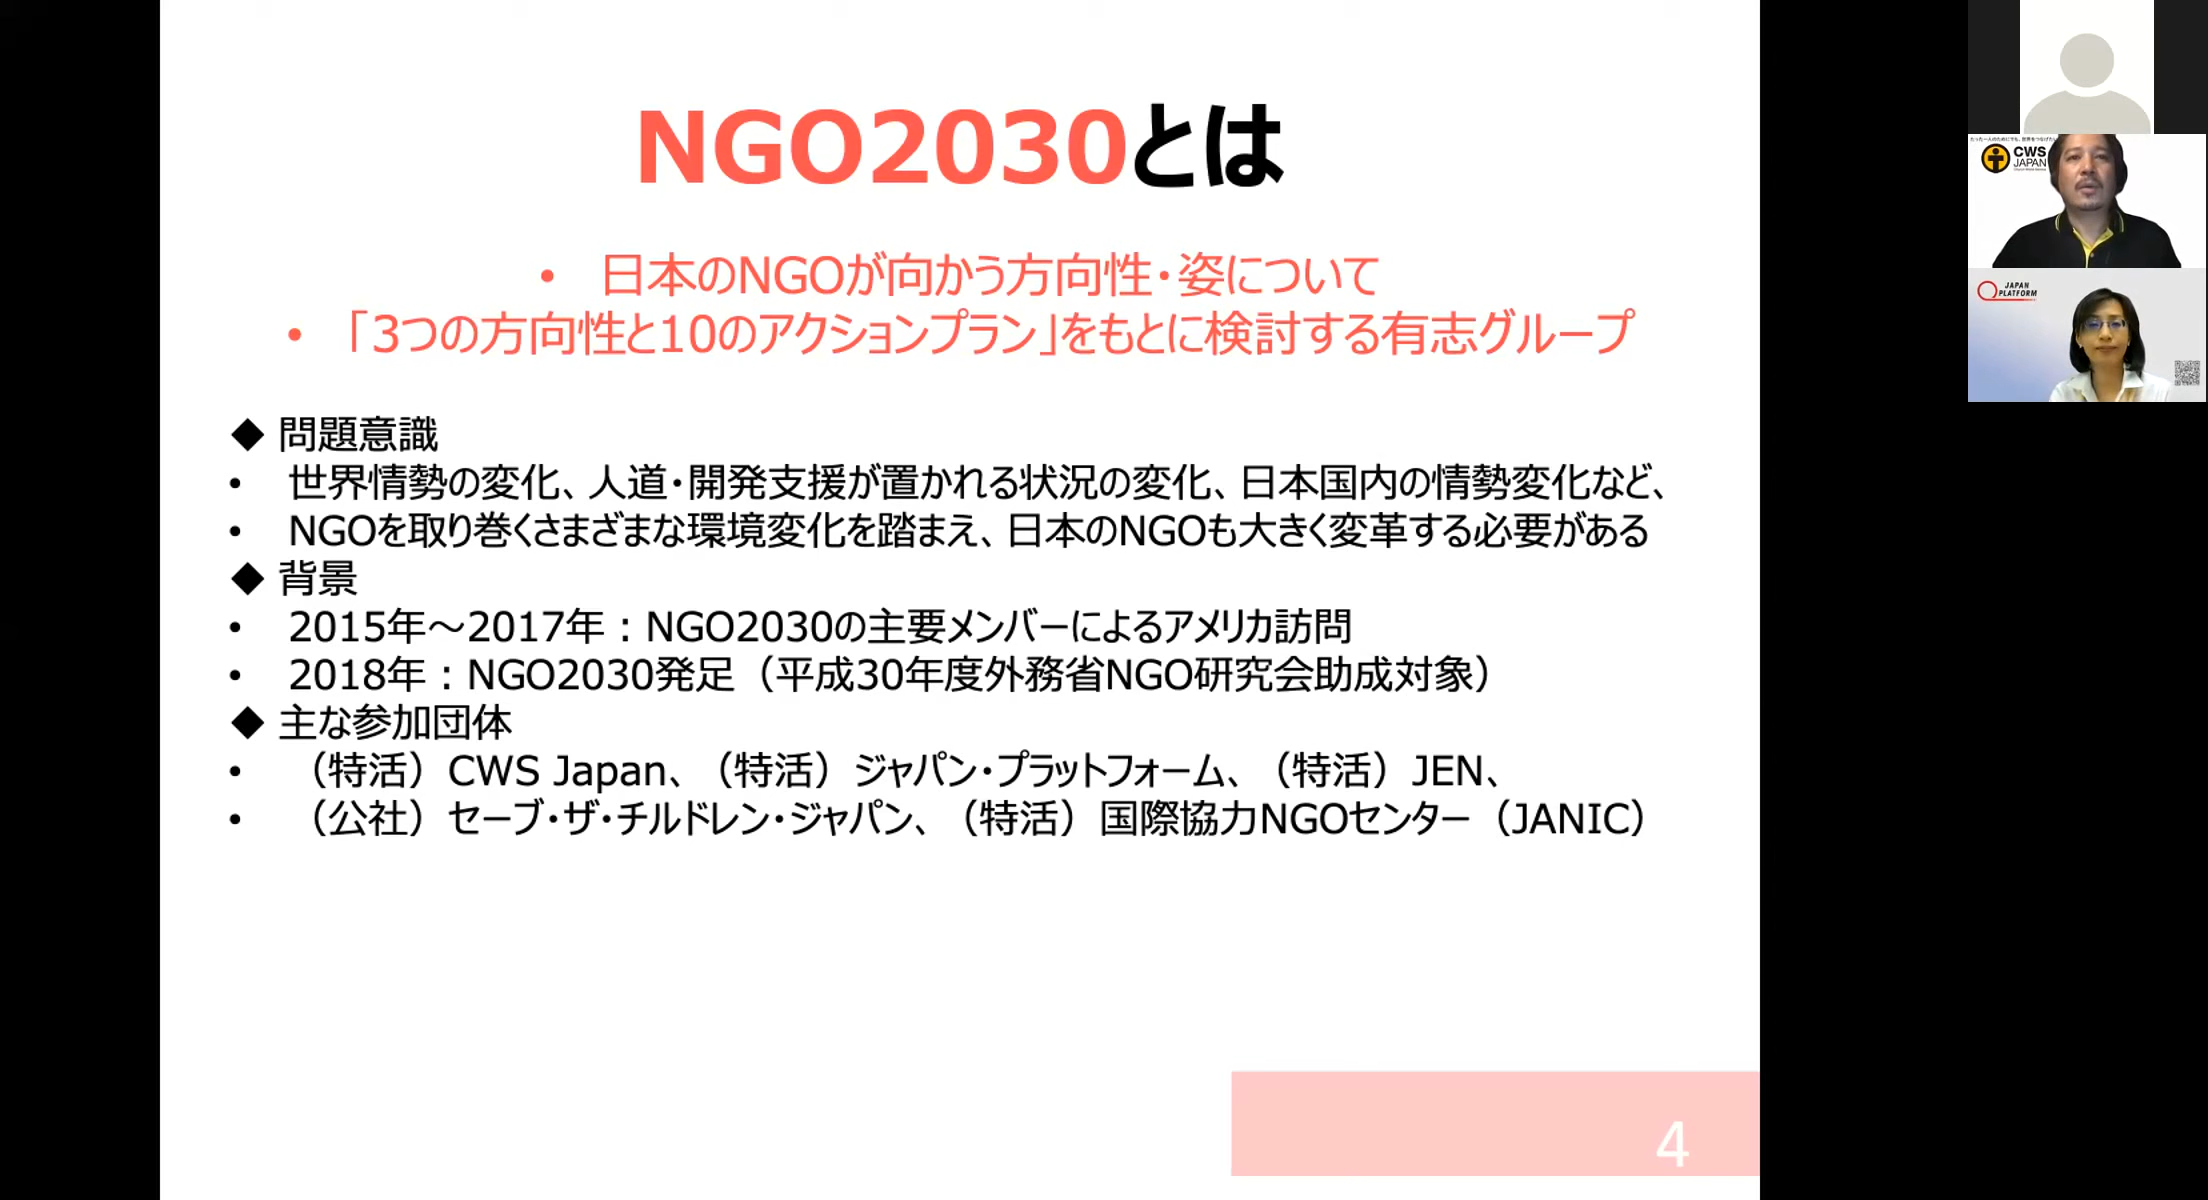 NGO2030とは
• 日本のNGOが向かう方向性・姿について
• 「3つの方向性と10のアクションプラン」をもとに検討する有志グループ
◆ 問題意識
• 世界情勢の変化、人道・開発支援が置かれる状況の変化、日本国内の情勢変化など、
• NGOを取り巻くさまざまな環境変化を踏まえ、日本のNGOも大きく変革する必要がある
◆ 背景
• 2015年～2017年：NGO2030の主要メンバーによるアメリカ訪問
• 2018年：NGO2030発足（平成30年度外務省NGO研究会助成対象）
◆ 主な参加団体
• （特活）CWS Japan、（特活）ジャパン・プラットフォーム、（特活）JEN、
• （公社）セーブ・ザ・チルドレン・ジャパン、（特活）国際協力NGOセンター（JANIC）
4
CWS
JAPAN
JAPAN
PLATFORM